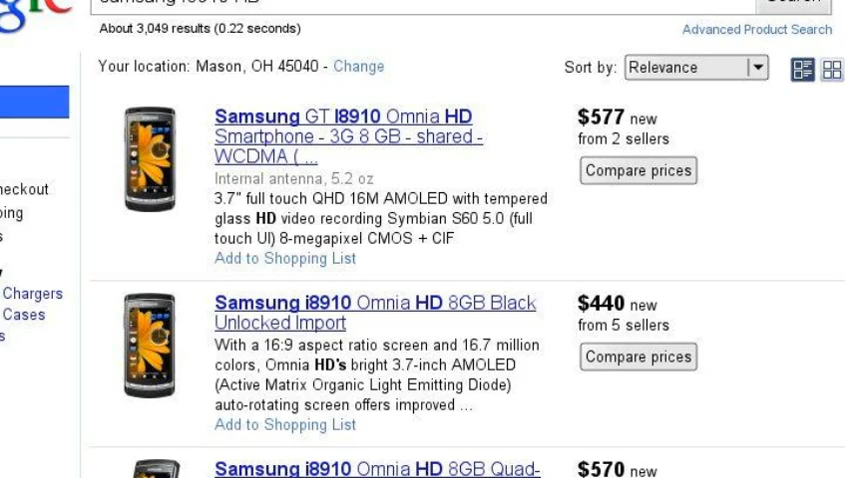 About 3,049 results (0.22 seconds)
Advanced Product Search
Your location: Mason, OH 45040 - Change
Sort by: Relevance
Samsung GT I8910 Omnia HD
Smartphone - 3G 8 GB - shared -
WCDMA ( ...
Internal antenna, 5.2 oz
3.7" full touch QHD 16M AMOLED with tempered
glass HD video recording Symbian S60 5.0 (full
touch UI) 8-megapixel CMOS + CIF
Add to Shopping List
$577 new
from 2 sellers
Compare prices
Chargers
Cases
Samsung i8910 Omnia HD 8GB Black
Unlocked Import
With a 16:9 aspect ratio screen and 16.7 million
colors, Omnia HD's bright 3.7-inch AMOLED
(Active Matrix Organic Light Emitting Diode)
auto-rotating screen offers improved ...
Add to Shopping List
$440 new
from 5 sellers
Compare prices
Samsung i8910 Omnia HD 8GB Quad-
$570 new